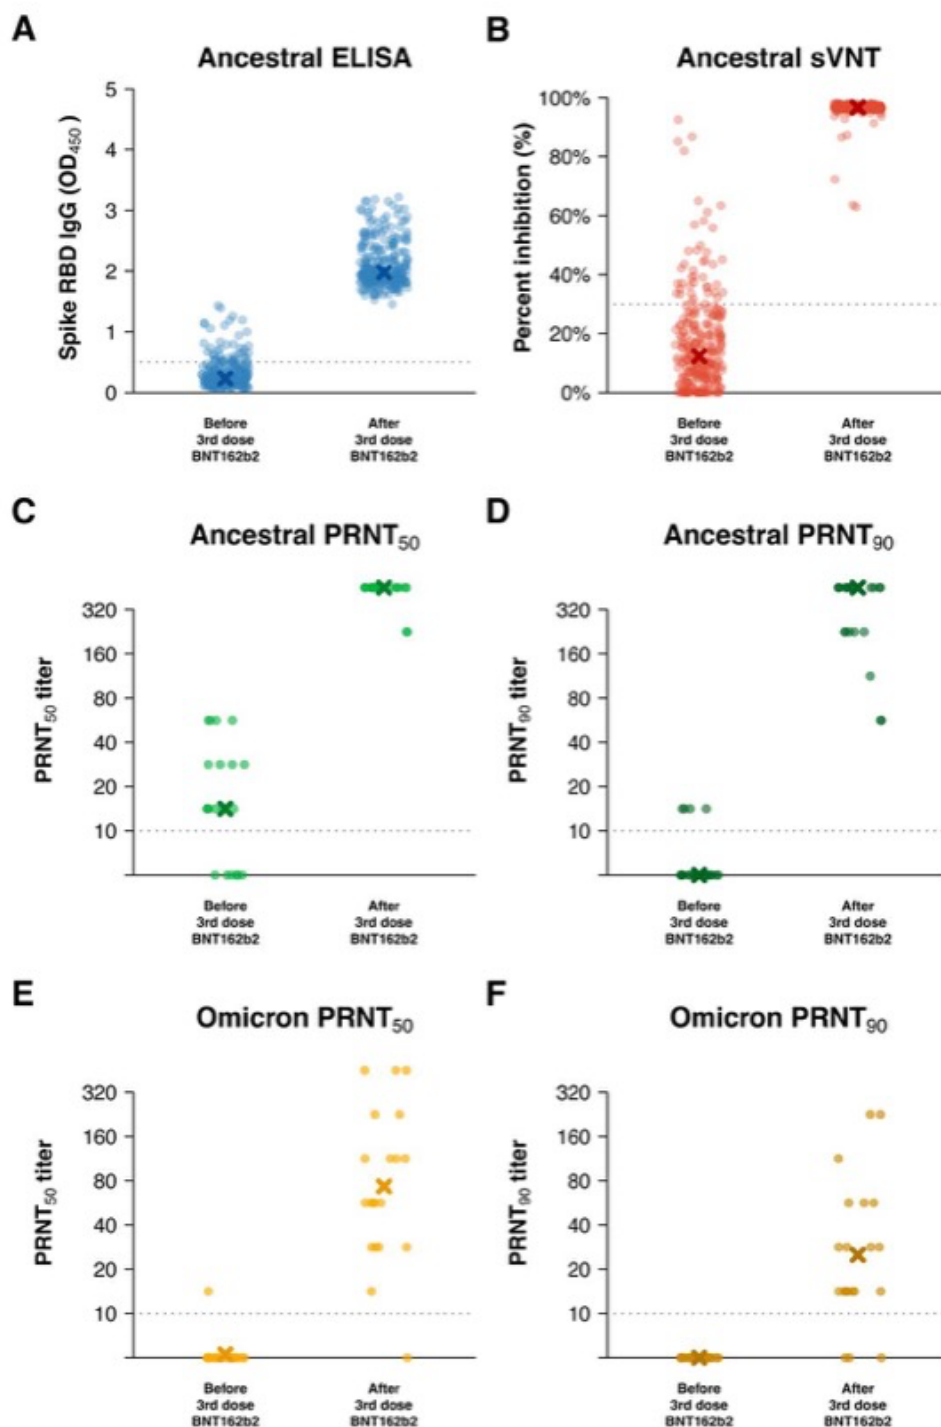 A
Ancestral ELISA
Spike RBD IgG (OD450)
5
4
3
2
1
0
Before
3rd dose
BNT162b2
After
3rd dose
BNT162b2
B
Ancestral sVNT
Percent inhibition (%)
100%
80%
60%
40%
20%
0%
Before
3rd dose
BNT162b2
After
3rd dose
BNT162b2
C
Ancestral PRNT50
PRNT50 titer
320
160
80
40
20
10
Before
3rd dose
BNT162b2
After
3rd dose
BNT162b2
D
Ancestral PRNT90
PRNT90 titer
320
160
80
40
20
10
Before
3rd dose
BNT162b2
After
3rd dose
BNT162b2
E
Omicron PRNT50
PRNT50 titer
320
160
80
40
20
10
Before
3rd dose
BNT162b2
After
3rd dose
BNT162b2
F
Omicron PRNT90
PRNT90 titer
320
160
80
40
20
10
Before
3rd dose
BNT162b2
After
3rd dose
BNT162b2